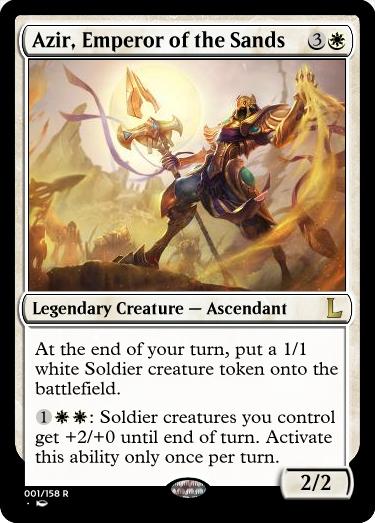 Azir, Emperor of the Sands 3
Legendary Creature — Ascendant L
At the end of your turn, put a 1/1
white Soldier creature token onto the
battlefield.
1: Soldier creatures you control
get +2/+0 until end of turn. Activate
this ability only once per turn.
001/158 R
2/2